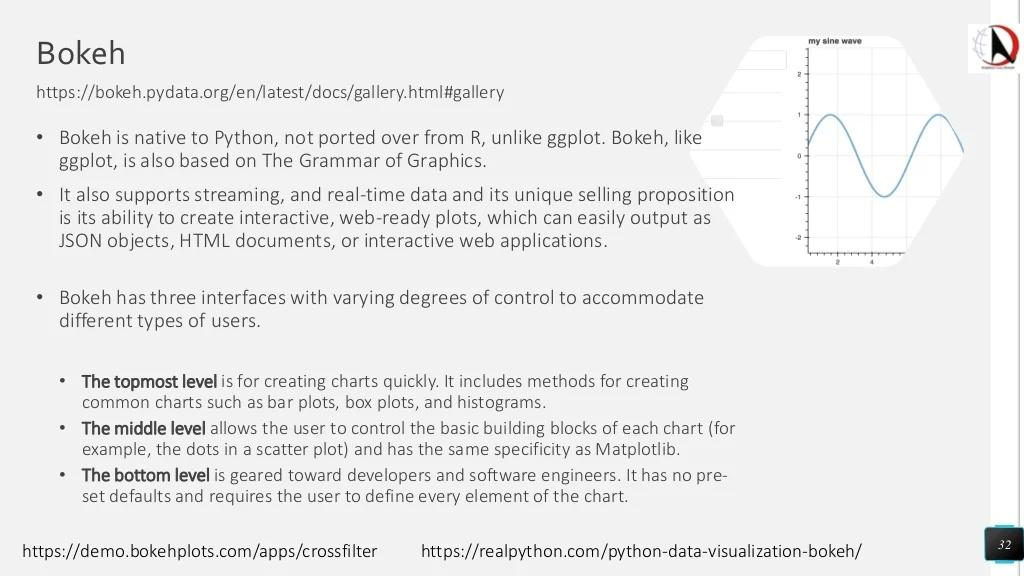 Bokeh
https://bokeh.pydata.org/en/latest/docs/gallery.html#gallery
• Bokeh is native to Python, not ported over from R, unlike ggplot. Bokeh, like
ggplot, is also based on The Grammar of Graphics.
• It also supports streaming, and real-time data and its unique selling proposition
is its ability to create interactive, web-ready plots, which can easily output as
JSON objects, HTML documents, or interactive web applications.
• Bokeh has three interfaces with varying degrees of control to accommodate
different types of users.
• The topmost level is for creating charts quickly. It includes methods for creating
common charts such as bar plots, box plots, and histograms.
• The middle level allows the user to control the basic building blocks of each chart (for
example, the dots in a scatter plot) and has the same specificity as Matplotlib.
• The bottom level is geared toward developers and software engineers. It has no pre-
set defaults and requires the user to define every element of the chart.
https://demo.bokehplots.com/apps/crossfilter
https://realpython.com/python-data-visualization-bokeh/
my sine wave
2
1
0
-1
-2
2 4
32